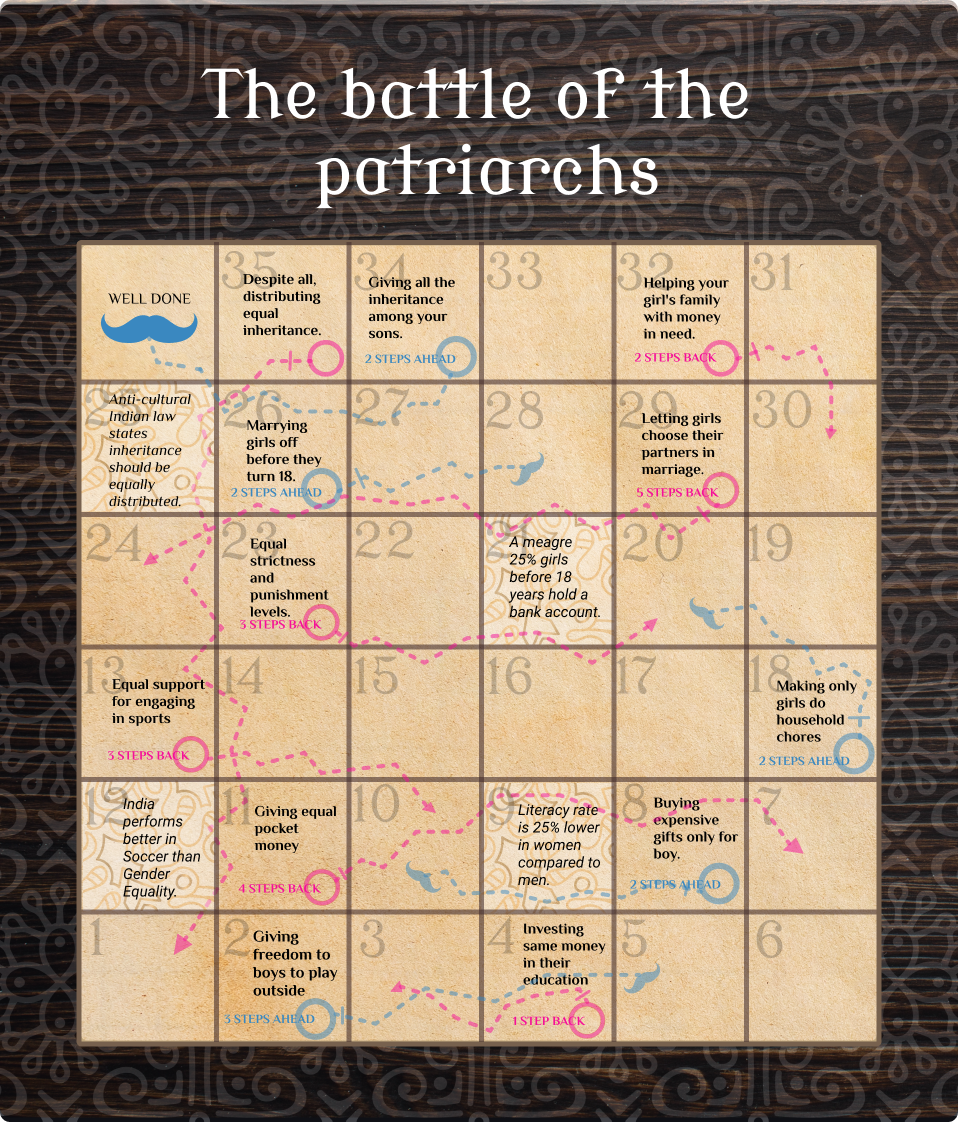 The battle of the
patriarchs
WELL DONE
35
Despite all,
distributing
equal
inheritance.
34
Giving all the
inheritance
among your
sons.
2 STEPS AHEAD
33
32
Helping your
girl's family
with money
in need.
2 STEPS BACK
31
25
Anti-cultural
Indian law
states
inheritance
should be
equally
distributed.
26
Marrying
girls off
before they
turn 18.
2 STEPS AHEAD
27
28
29
Letting girls
choose their
partners in
marriage.
5 STEPS BACK
30
24
23
Equal
strictness
and
punishment
levels.
3 STEPS BACK
22
21
A meagre
25% girls
before 18
years hold a
bank account.
20
19
13
Equal support
for engaging
in sports
3 STEPS BACK
14
15
16
17
18
Making only
girls do
household
chores
2 STEPS AHEAD
12
India
performs
better in
Soccer than
Gender
Equality.
11
Giving equal
pocket
money
4 STEPS BACK
10
9
Literacy rate
is 25% lower
in women
compared to
men.
8
Buying
expensive
gifts only for
boy.
2 STEPS AHEAD
7
1
2
Giving
freedom to
boys to play
outside
3 STEPS AHEAD
3
4
Investing
same money
in their
education
1 STEP BACK
5
6